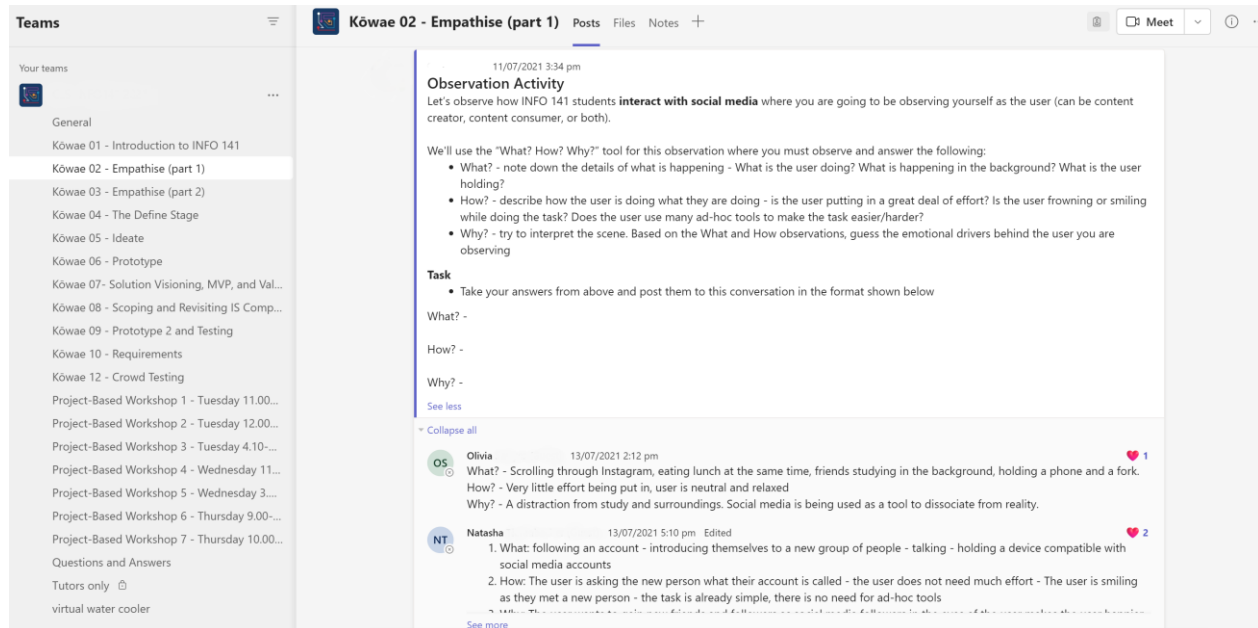 Teams
Your teams
General
Kōwae 01 - Introduction to INFO 141
Kōwae 02 - Empathise (part 1)
Kōwae 03 - Empathise (part 2)
Kōwae 04 - The Define Stage
Kōwae 05 - Ideate
Kōwae 06 - Prototype
Kōwae 07- Solution Visioning, MVP, and Val...
Kōwae 08 - Scoping and Revisiting IS Comp...
Kōwae 09 - Prototype 2 and Testing
Kōwae 10 - Requirements
Kōwae 12 - Crowd Testing
Project-Based Workshop 1 - Tuesday 11.00...
Project-Based Workshop 2 - Tuesday 12.00...
Project-Based Workshop 3 - Tuesday 4.10-...
Project-Based Workshop 4 - Wednesday 11...
Project-Based Workshop 5 - Wednesday 3....
Project-Based Workshop 6 - Thursday 9.00-...
Project-Based Workshop 7 - Thursday 10.00...
Questions and Answers
Tutors only
virtual water cooler
Kōwae 02 - Empathise (part 1) Posts Files Notes
Meet
11/07/2021 3:34 pm
Observation Activity
Let's observe how INFO 141 students interact with social media where you are going to be observing yourself as the user (can be content
creator, content consumer, or both).
We'll use the "What? How? Why?" tool for this observation where you must observe and answer the following:
• What? - note down the details of what is happening - What is the user doing? What is happening in the background? What is the user
holding?
• How? - describe how the user is doing what they are doing - is the user putting in a great deal of effort? Is the user frowning or smiling
while doing the task? Does the user use many ad-hoc tools to make the task easier/harder?
• Why? - try to interpret the scene. Based on the What and How observations, guess the emotional drivers behind the user you are
observing
Task
• Take your answers from above and post them to this conversation in the format shown below
What? -
How? -
Why? -
See less
Collapse all
OS
Olivia 13/07/2021 2:12 pm
1
What? - Scrolling through Instagram, eating lunch at the same time, friends studying in the background, holding a phone and a fork.
How? - Very little effort being put in, user is neutral and relaxed
Why? - A distraction from study and surroundings. Social media is being used as a tool to dissociate from reality.
NT
Natasha 13/07/2021 5:10 pm Edited
2
1. What: following an account - introducing themselves to a new group of people - talking - holding a device compatible with
social media accounts
2. How: The user is asking the new person what their account is called - the user does not need much effort - The user is smiling
as they met a new person - the task is already simple, there is no need for ad-hoc tools
See more